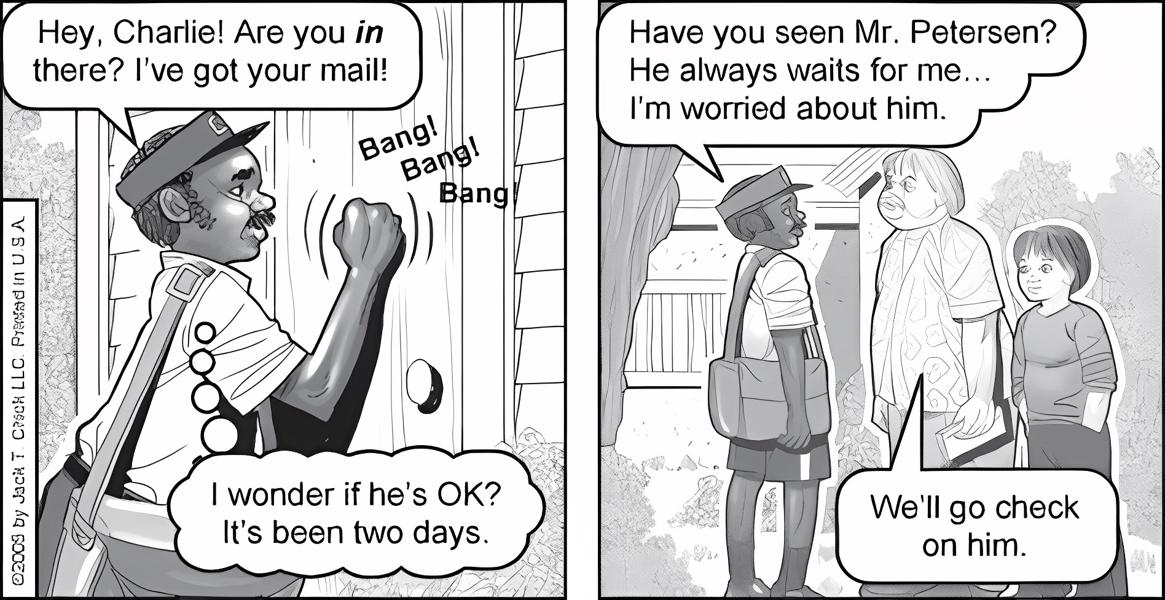 Hey, Charlie! Are you in
there? I've got your mail!
Bang!
Bang!
Bang!
I wonder if he's OK?
It's been two days.
©2008 by Jack T. Chick LLC. Printed in U.S.A.
Have you seen Mr. Petersen?
He always waits for me...
I'm worried about him.
We'll go check
on him.